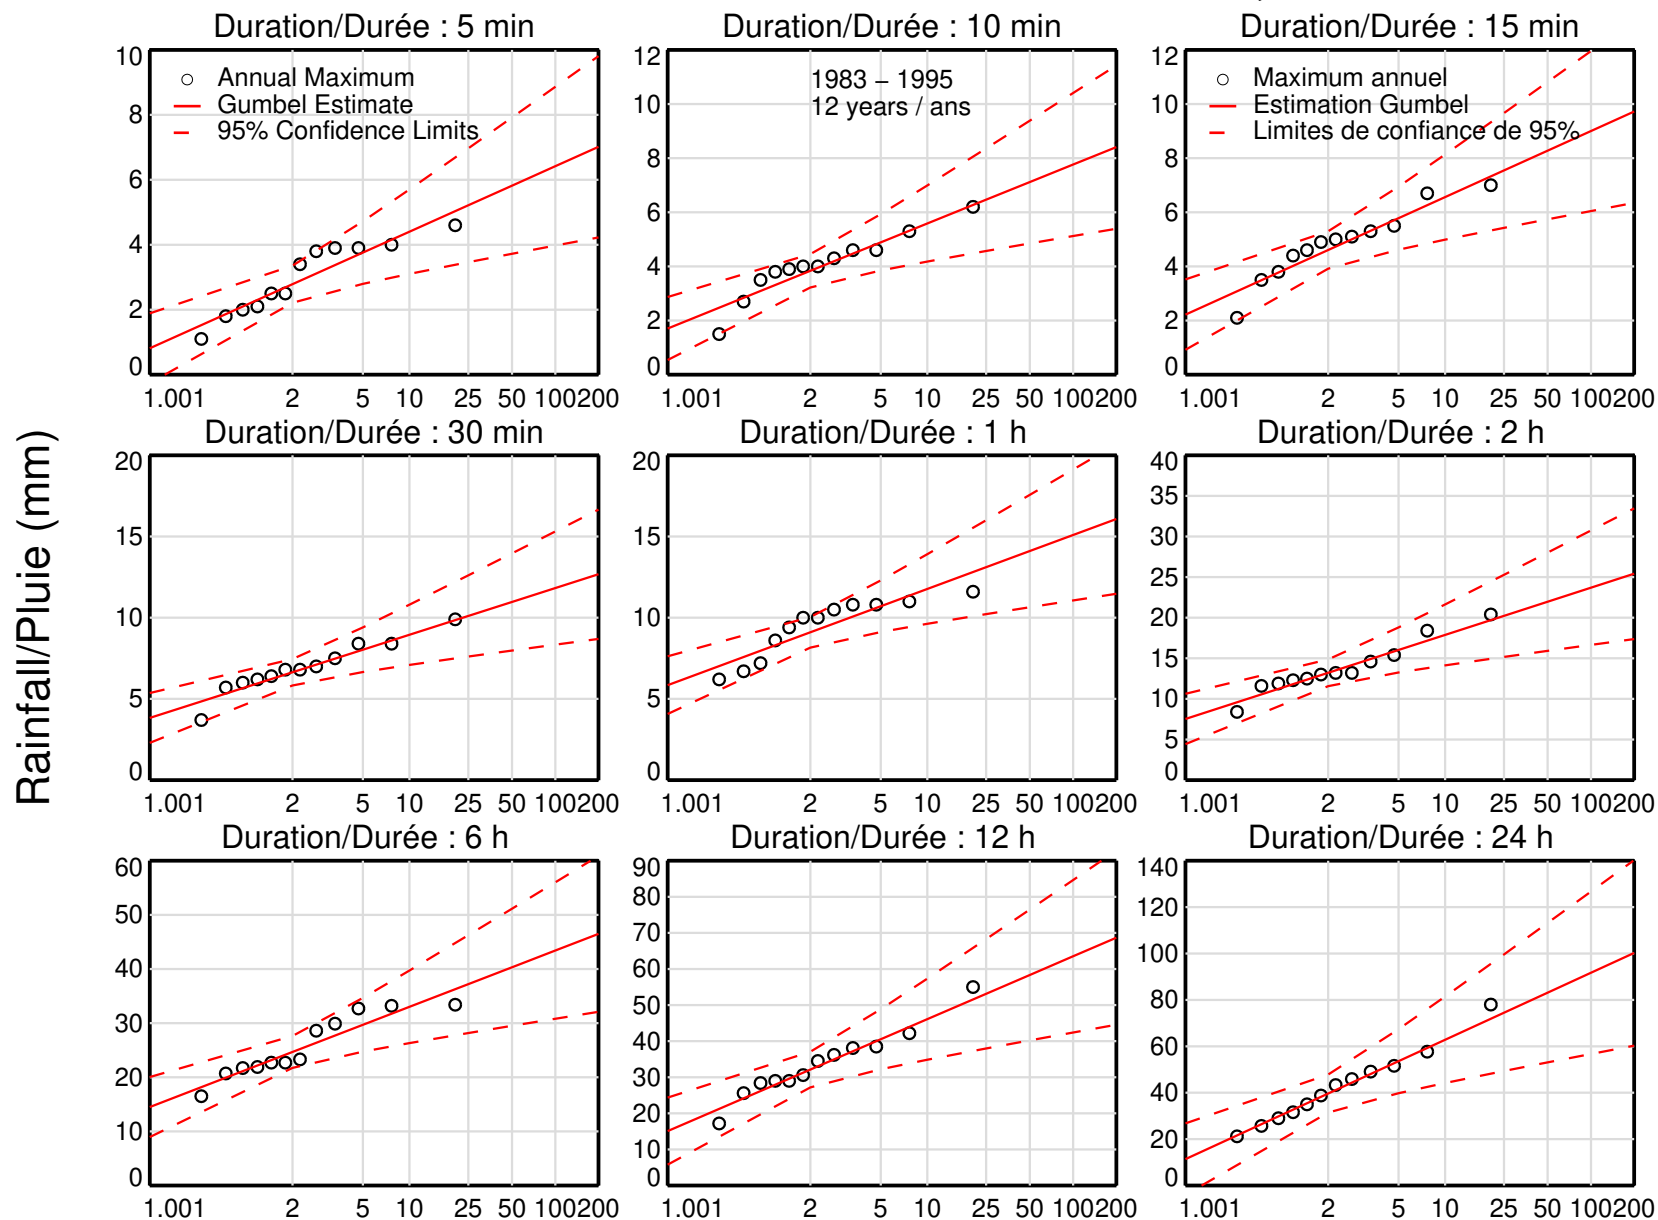 Duration/Durée : 5 min
Duration/Durée : 10 min
Duration/Durée : 15 min
10
8
6
4
2
0
Annual Maximum
Gumbel Estimate
95% Confidence Limits
1.001 2 5 10 25 50 100200
12
10
8
6
4
2
0
1983 – 1995
12 years / ans
1.001 2 5 10 25 50 100200
12
10
8
6
4
2
0
Maximum annuel
Estimation Gumbel
Limites de confiance de 95%
1.001 2 5 10 25 50 100200
Rainfall/Pluie (mm)
Duration/Durée : 30 min
Duration/Durée : 1 h
Duration/Durée : 2 h
20
15
10
5
0
1.001 2 5 10 25 50 100200
20
15
10
5
0
1.001 2 5 10 25 50 100200
40
35
30
25
20
15
10
5
0
1.001 2 5 10 25 50 100200
Duration/Durée : 6 h
Duration/Durée : 12 h
Duration/Durée : 24 h
60
50
40
30
20
10
0
1.001 2 5 10 25 50 100200
90
80
70
60
50
40
30
20
10
0
1.001 2 5 10 25 50 100200
140
120
100
80
60
40
20
0
1.001 2 5 10 25 50 100200